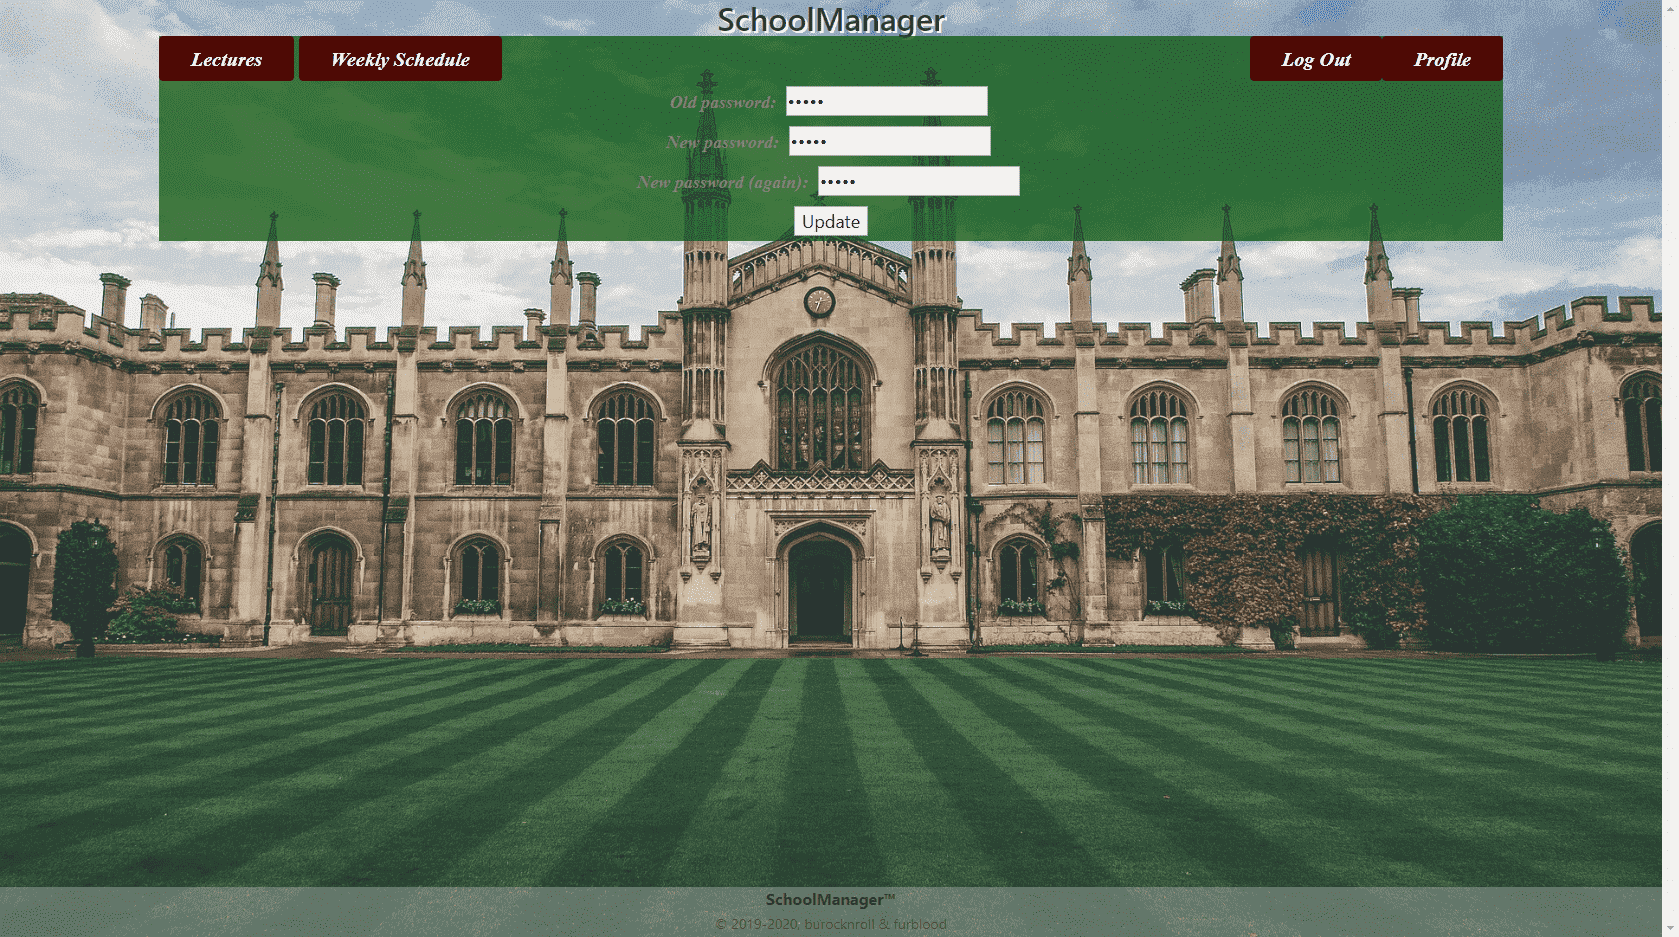 SchoolManager
Lectures Weekly Schedule Log Out Profile
Old password: •••••
New password: •••••
New password (again): •••••
Update
SchoolManager™
© 2019-2020, burocknroll & furblood